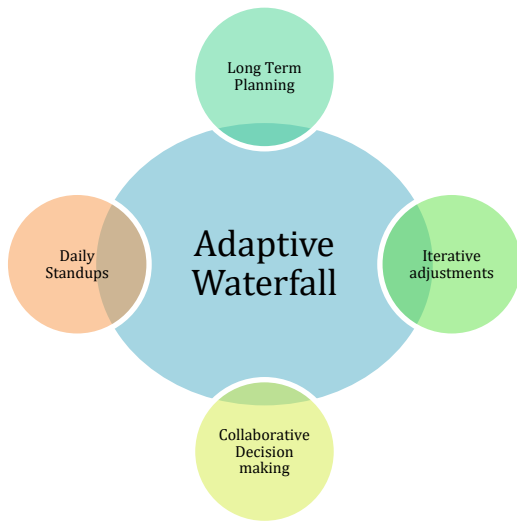 Long Term
Planning
Adaptive
Waterfall
Daily
Standups
Iterative
adjustments
Collaborative
Decision
making